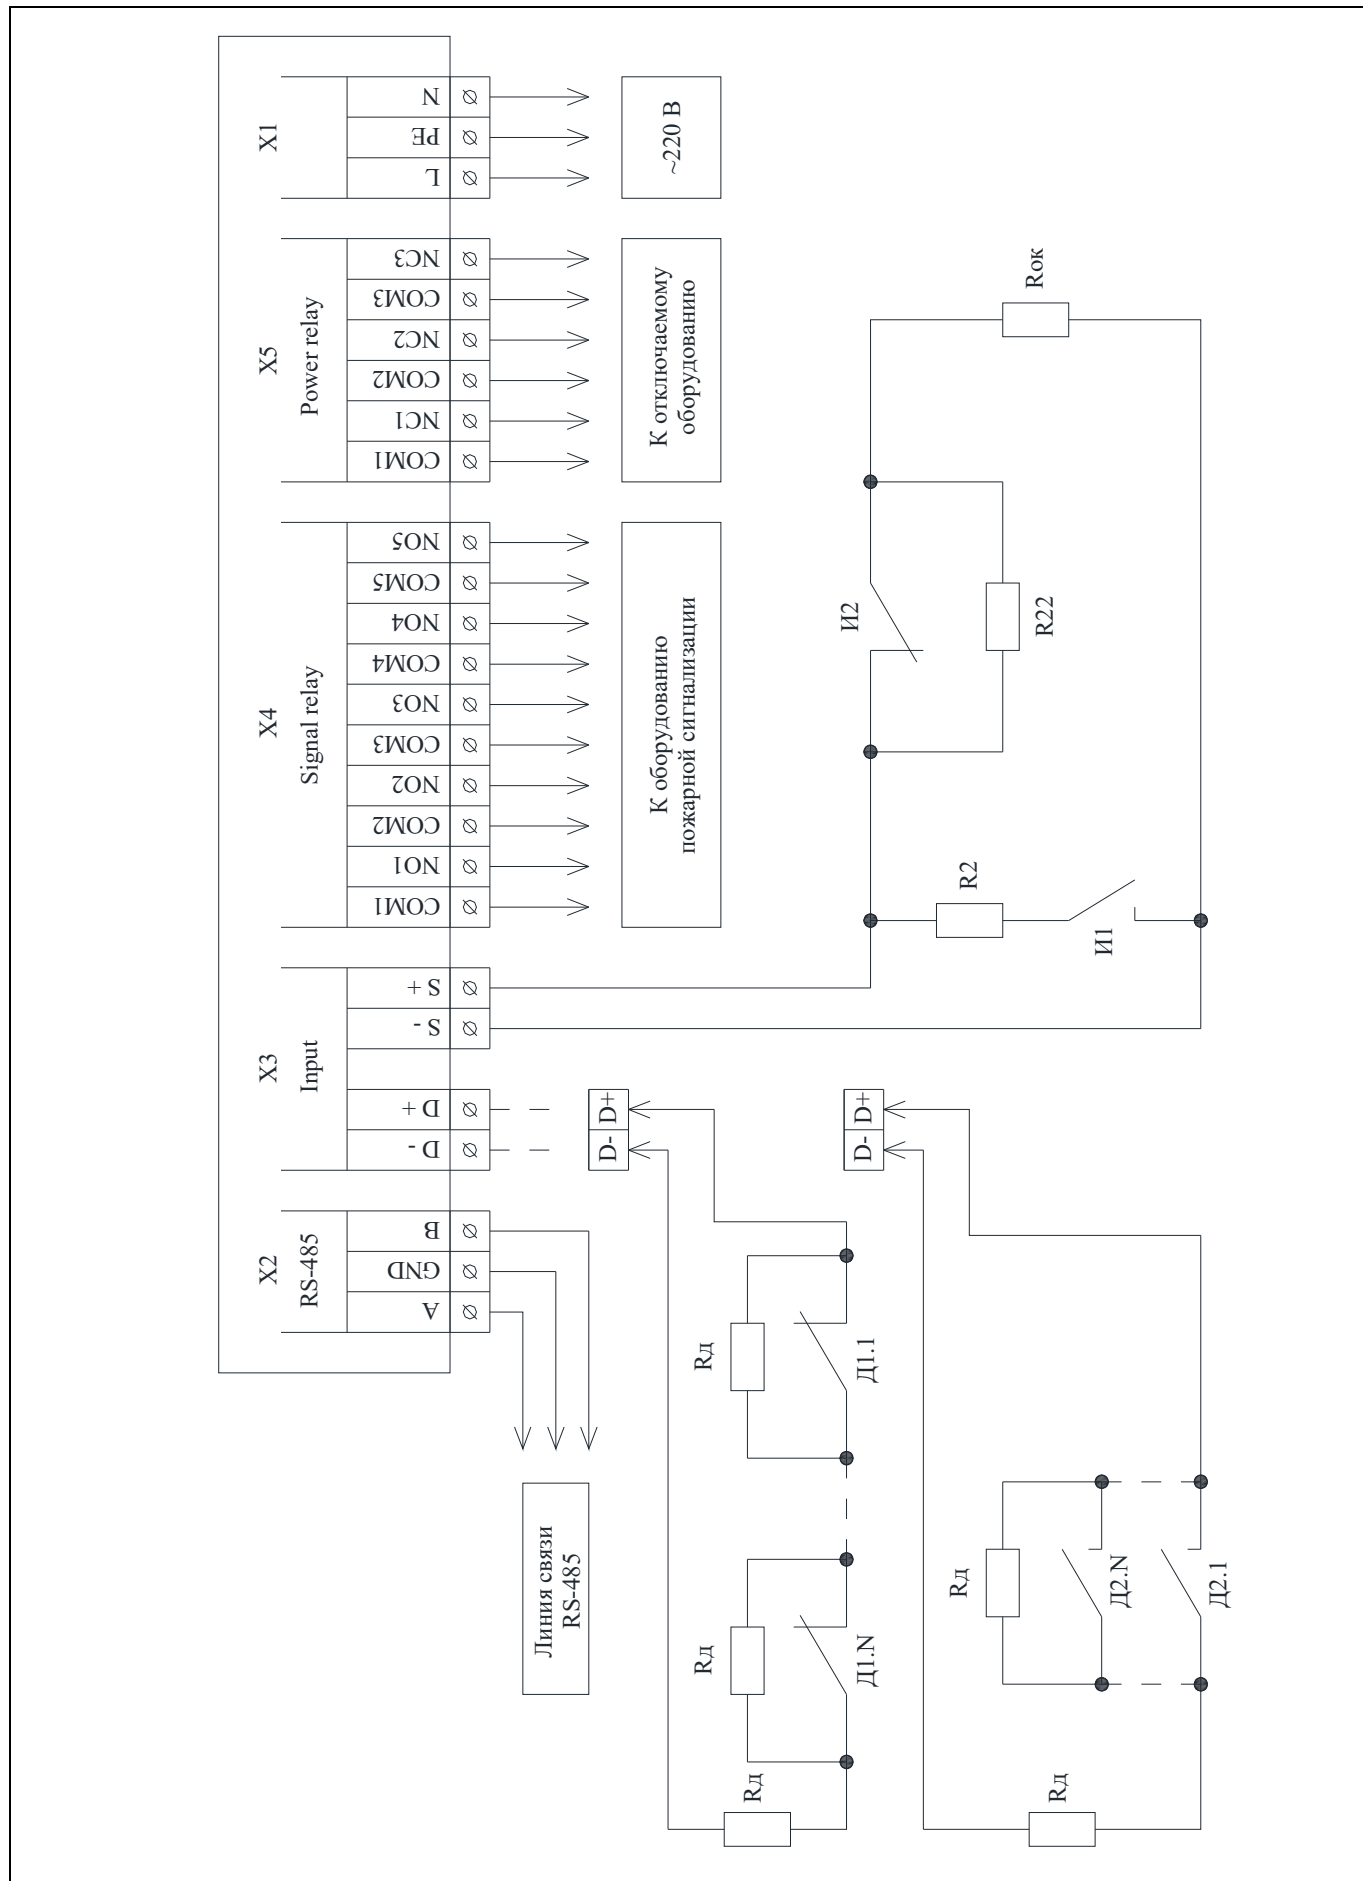 X1
N
PE
L
~220 В
X5
Power relay
NC3
COM3
NC2
COM2
NC1
COM1
К отключаемому
оборудованию
X4
Signal relay
NO5
COM5
NO4
COM4
NO3
COM3
NO2
COM2
NO1
COM1
К оборудованию
пожарной сигнализации
X3
Input
S +
S -
D +
D -
X2
RS-485
B
GND
A
Линия связи
RS-485
D- D+
D- D+
Rок
И2
R22
R2
И1
Rд
Д1.1
Rд
Д1.N
Rд
Rд
Д2.N
Д2.1
Rд